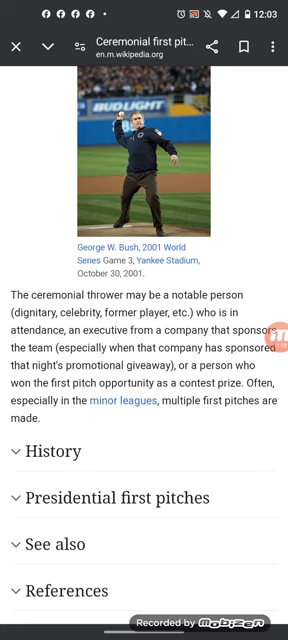 12:03
Ceremonial first pit...
en.m.wikipedia.org
BUD LIGHT
George W. Bush, 2001 World
Series Game 3, Yankee Stadium,
October 30, 2001.
The ceremonial thrower may be a notable person
(dignitary, celebrity, former player, etc.) who is in
attendance, an executive from a company that sponsors
the team (especially when that company has sponsored
that night's promotional giveaway), or a person who
won the first pitch opportunity as a contest prize. Often,
especially in the minor leagues, multiple first pitches are
made.
History
Presidential first pitches
See also
References
Recorded by mobizen